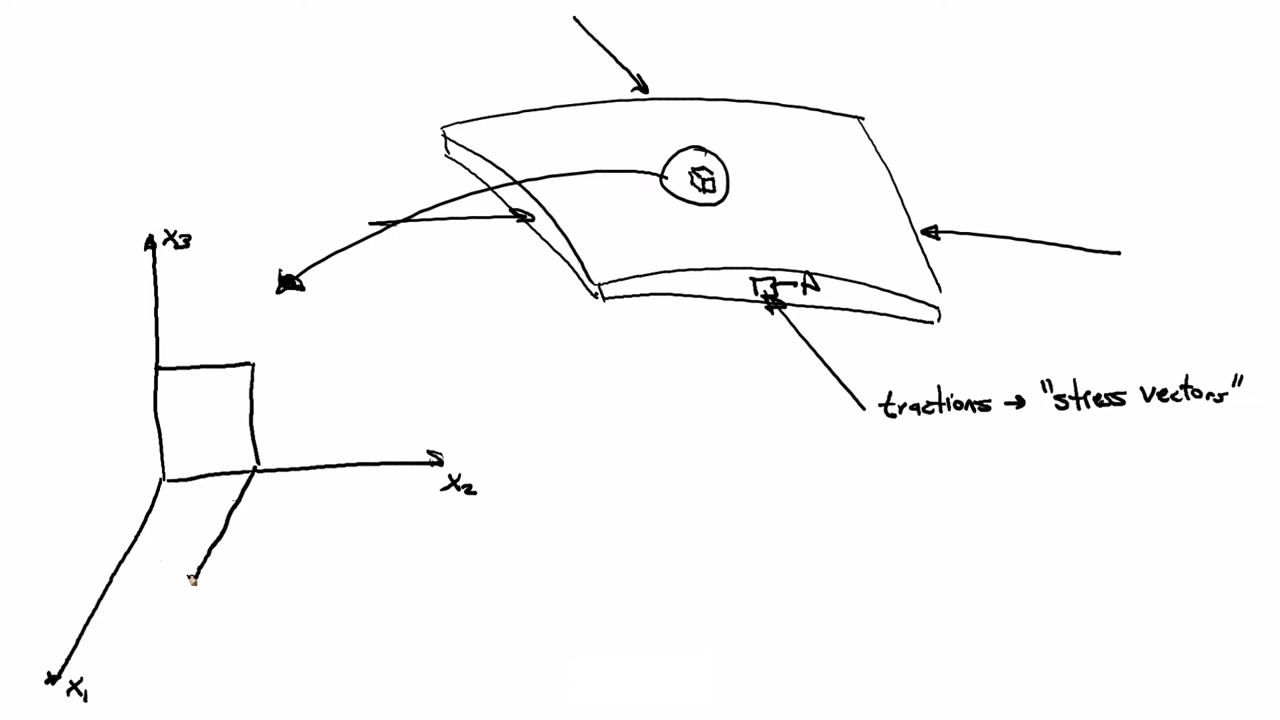 X3
A
tractions → "stress vectors"
X2
X1